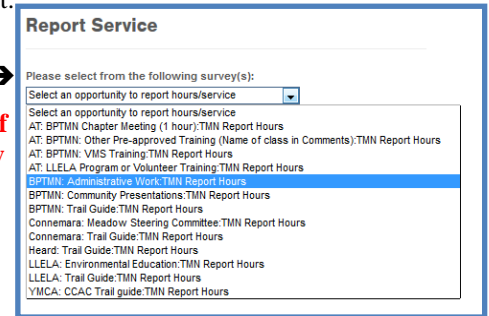 t.
Report Service
Please select from the following survey(s):
Select an opportunity to report hours/service
Select an opportunity to report hours/service
AT: BPTMN Chapter Meeting (1 hour):TMN Report Hours
AT: BPTMN: Other Pre-approved Training (Name of class in Comments):TMN Report Hours
f
AT: BPTMN: VMS Training:TMN Report Hours
y
AT: LLELA Program or Volunteer Training:TMN Report Hours
BPTMN: Administrative Work:TMN Report Hours
BPTMN: Community Presentations:TMN Report Hours
BPTMN: Trail Guide:TMN Report Hours
Connemara: Meadow Steering Committee:TMN Report Hours
Connemara: Trail Guide:TMN Report Hours
Heard: Trail Guide:TMN Report Hours
LLELA: Environmental Education:TMN Report Hours
LLELA: Trail Guide:TMN Report Hours
YMCA: CCAC Trail guide:TMN Report Hours